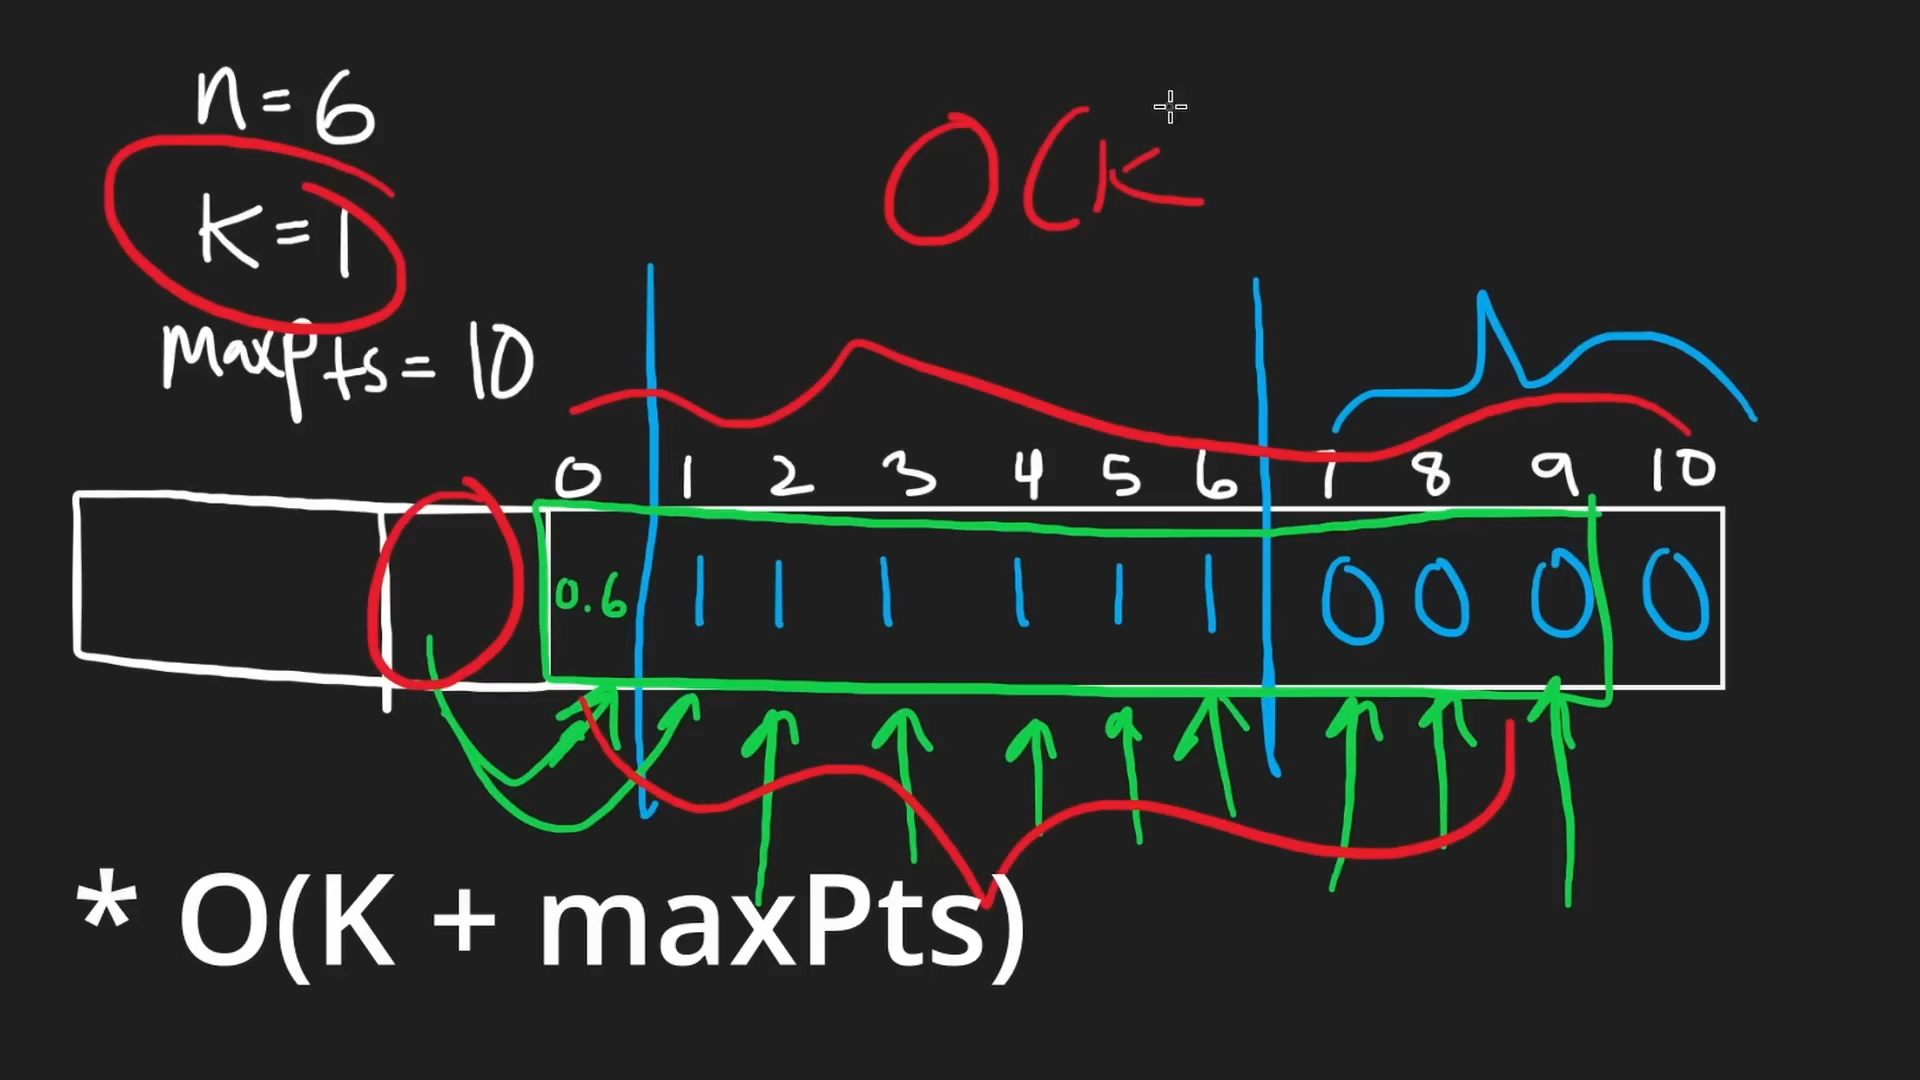 n = 6
K = 1
maxPts = 10
O(K
0 1 2 3 4 5 6 7 8 9 10
0.6 1 1 1 1 1 1 0 0 0 0
* O(K + maxPts)